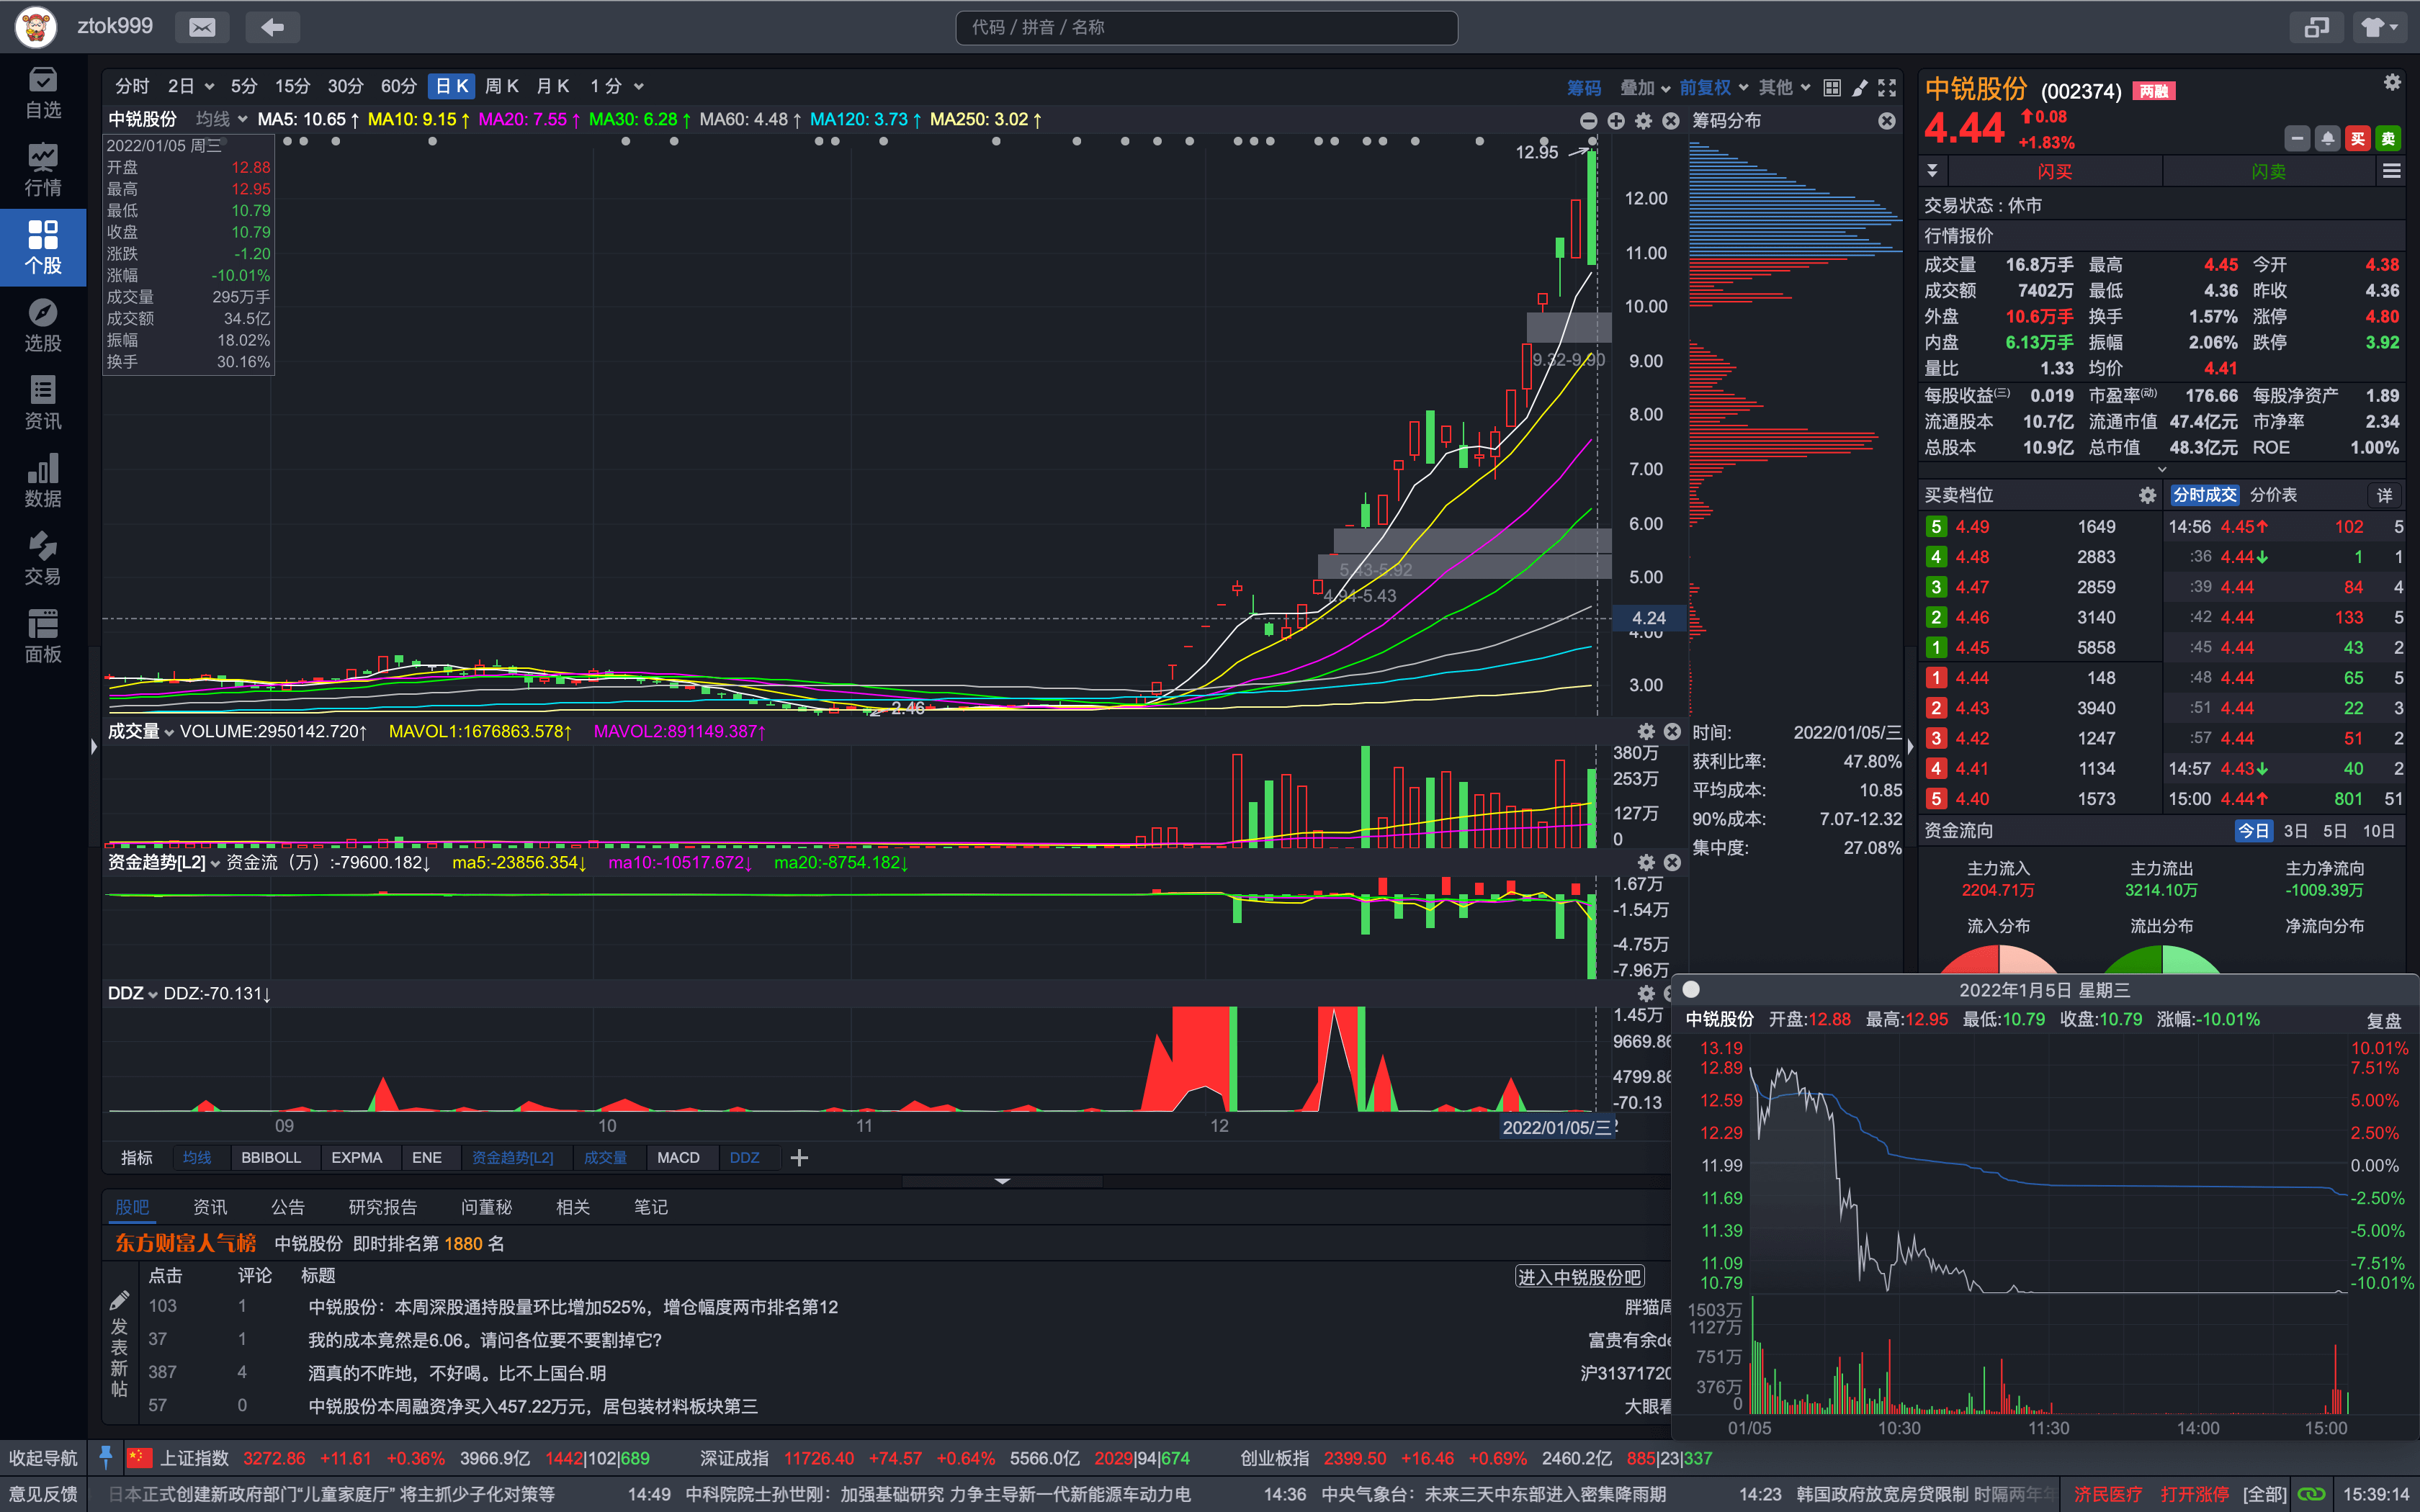 ztok999
代码 / 拼音 / 名称
自选
行情
个股
选股
资讯
数据
交易
面板
分时 2日 5分 15分 30分 60分 日K 周K 月K 1分 筹码 叠加 前复权 其他
中锐股份 均线 MA5: 10.65↑ MA10: 9.15↑ MA20: 7.55↑ MA30: 6.28↑ MA60: 4.48↑ MA120: 3.73↑ MA250: 3.02↑
2022/01/05 周三
开盘 12.88
最高 12.95
最低 10.79
收盘 10.79
涨跌 -1.20
涨幅 -10.01%
成交量 295万手
成交额 34.5亿
振幅 18.02%
换手 30.16%
12.95
9.32-9.90
5.43-5.92
4.94-5.43
2.46
12.00
11.00
10.00
9.00
8.00
7.00
6.00
5.00
4.24
4.00
3.00
筹码分布
时间: 2022/01/05/三
获利比率: 47.80%
平均成本: 10.85
90%成本: 7.07-12.32
集中度: 27.08%
成交量 VOLUME:2950142.720↑ MAVOL1:1676863.578↑ MAVOL2:891149.387↑
380万
253万
127万
0
资金趋势[L2] 资金流（万）:-79600.182↓ ma5:-23856.354↓ ma10:-10517.672↓ ma20:-8754.182↓
1.67万
-1.54万
-4.75万
-7.96万
DDZ DDZ:-70.131↓
1.45万
9669.86
4799.86
-70.13
09 10 11 12 2022/01/05/三
指标 均线 BBIBOLL EXPMA ENE 资金趋势[L2] 成交量 MACD DDZ
股吧 资讯 公告 研究报告 问董秘 相关 笔记
东方财富人气榜 中锐股份 即时排名第 1880 名
点击 评论 标题 进入中锐股份吧
发表新帖
103 1 中锐股份：本周深股通持股量环比增加525%，增仓幅度两市排名第12 胖猫周
37 1 我的成本竟然是6.06。请问各位要不要割掉它? 富贵有余de
387 4 酒真的不咋地，不好喝。比不上国台.明 沪31371720
57 0 中锐股份本周融资净买入457.22万元，居包装材料板块第三 大眼看
中锐股份 (002374) 两融
4.44 0.08
+1.83%
买 卖
闪买 闪卖
交易状态 : 休市
行情报价
成交量 16.8万手 最高 4.45 今开 4.38
成交额 7402万 最低 4.36 昨收 4.36
外盘 10.6万手 换手 1.57% 涨停 4.80
内盘 6.13万手 振幅 2.06% 跌停 3.92
量比 1.33 均价 4.41
每股收益(三) 0.019 市盈率(动) 176.66 每股净资产 1.89
流通股本 10.7亿 流通市值 47.4亿元 市净率 2.34
总股本 10.9亿 总市值 48.3亿元 ROE 1.00%
买卖档位 分时成交 分价表 详
5 4.49 1649 14:56 4.45↑ 102 5
4 4.48 2883 :36 4.44↓ 1 1
3 4.47 2859 :39 4.44 84 4
2 4.46 3140 :42 4.44 133 5
1 4.45 5858 :45 4.44 43 2
1 4.44 148 :48 4.44 65 5
2 4.43 3940 :51 4.44 22 3
3 4.42 1247 :57 4.44 51 2
4 4.41 1134 14:57 4.43↓ 40 2
5 4.40 1573 15:00 4.44↑ 801 51
资金流向 今日 3日 5日 10日
主力流入 主力流出 主力净流向
2204.71万 3214.10万 -1009.39万
流入分布 流出分布 净流向分布
2022年1月5日 星期三
中锐股份 开盘:12.88 最高:12.95 最低:10.79 收盘:10.79 涨幅:-10.01% 复盘
13.19 10.01%
12.89 7.51%
12.59 5.00%
12.29 2.50%
11.99 0.00%
11.69 -2.50%
11.39 -5.00%
11.09 -7.51%
10.79 -10.01%
1503万
1127万
751万
376万
0
01/05 10:30 11:30 14:00 15:00
收起导航 上证指数 3272.86 +11.61 +0.36% 3966.9亿 1442|102|689 深证成指 11726.40 +74.57 +0.64% 5566.0亿 2029|94|674 创业板指 2399.50 +16.46 +0.69% 2460.2亿 885|23|337
意见反馈 日本正式创建新政府部门“儿童家庭厅” 将主抓少子化对策等 14:49 中科院院士孙世刚：加强基础研究 力争主导新一代新能源车动力电 14:36 中央气象台：未来三天中东部进入密集降雨期 14:23 韩国政府放宽房贷限制 时隔两年 济民医疗 打开涨停 [全部] 15:39:14